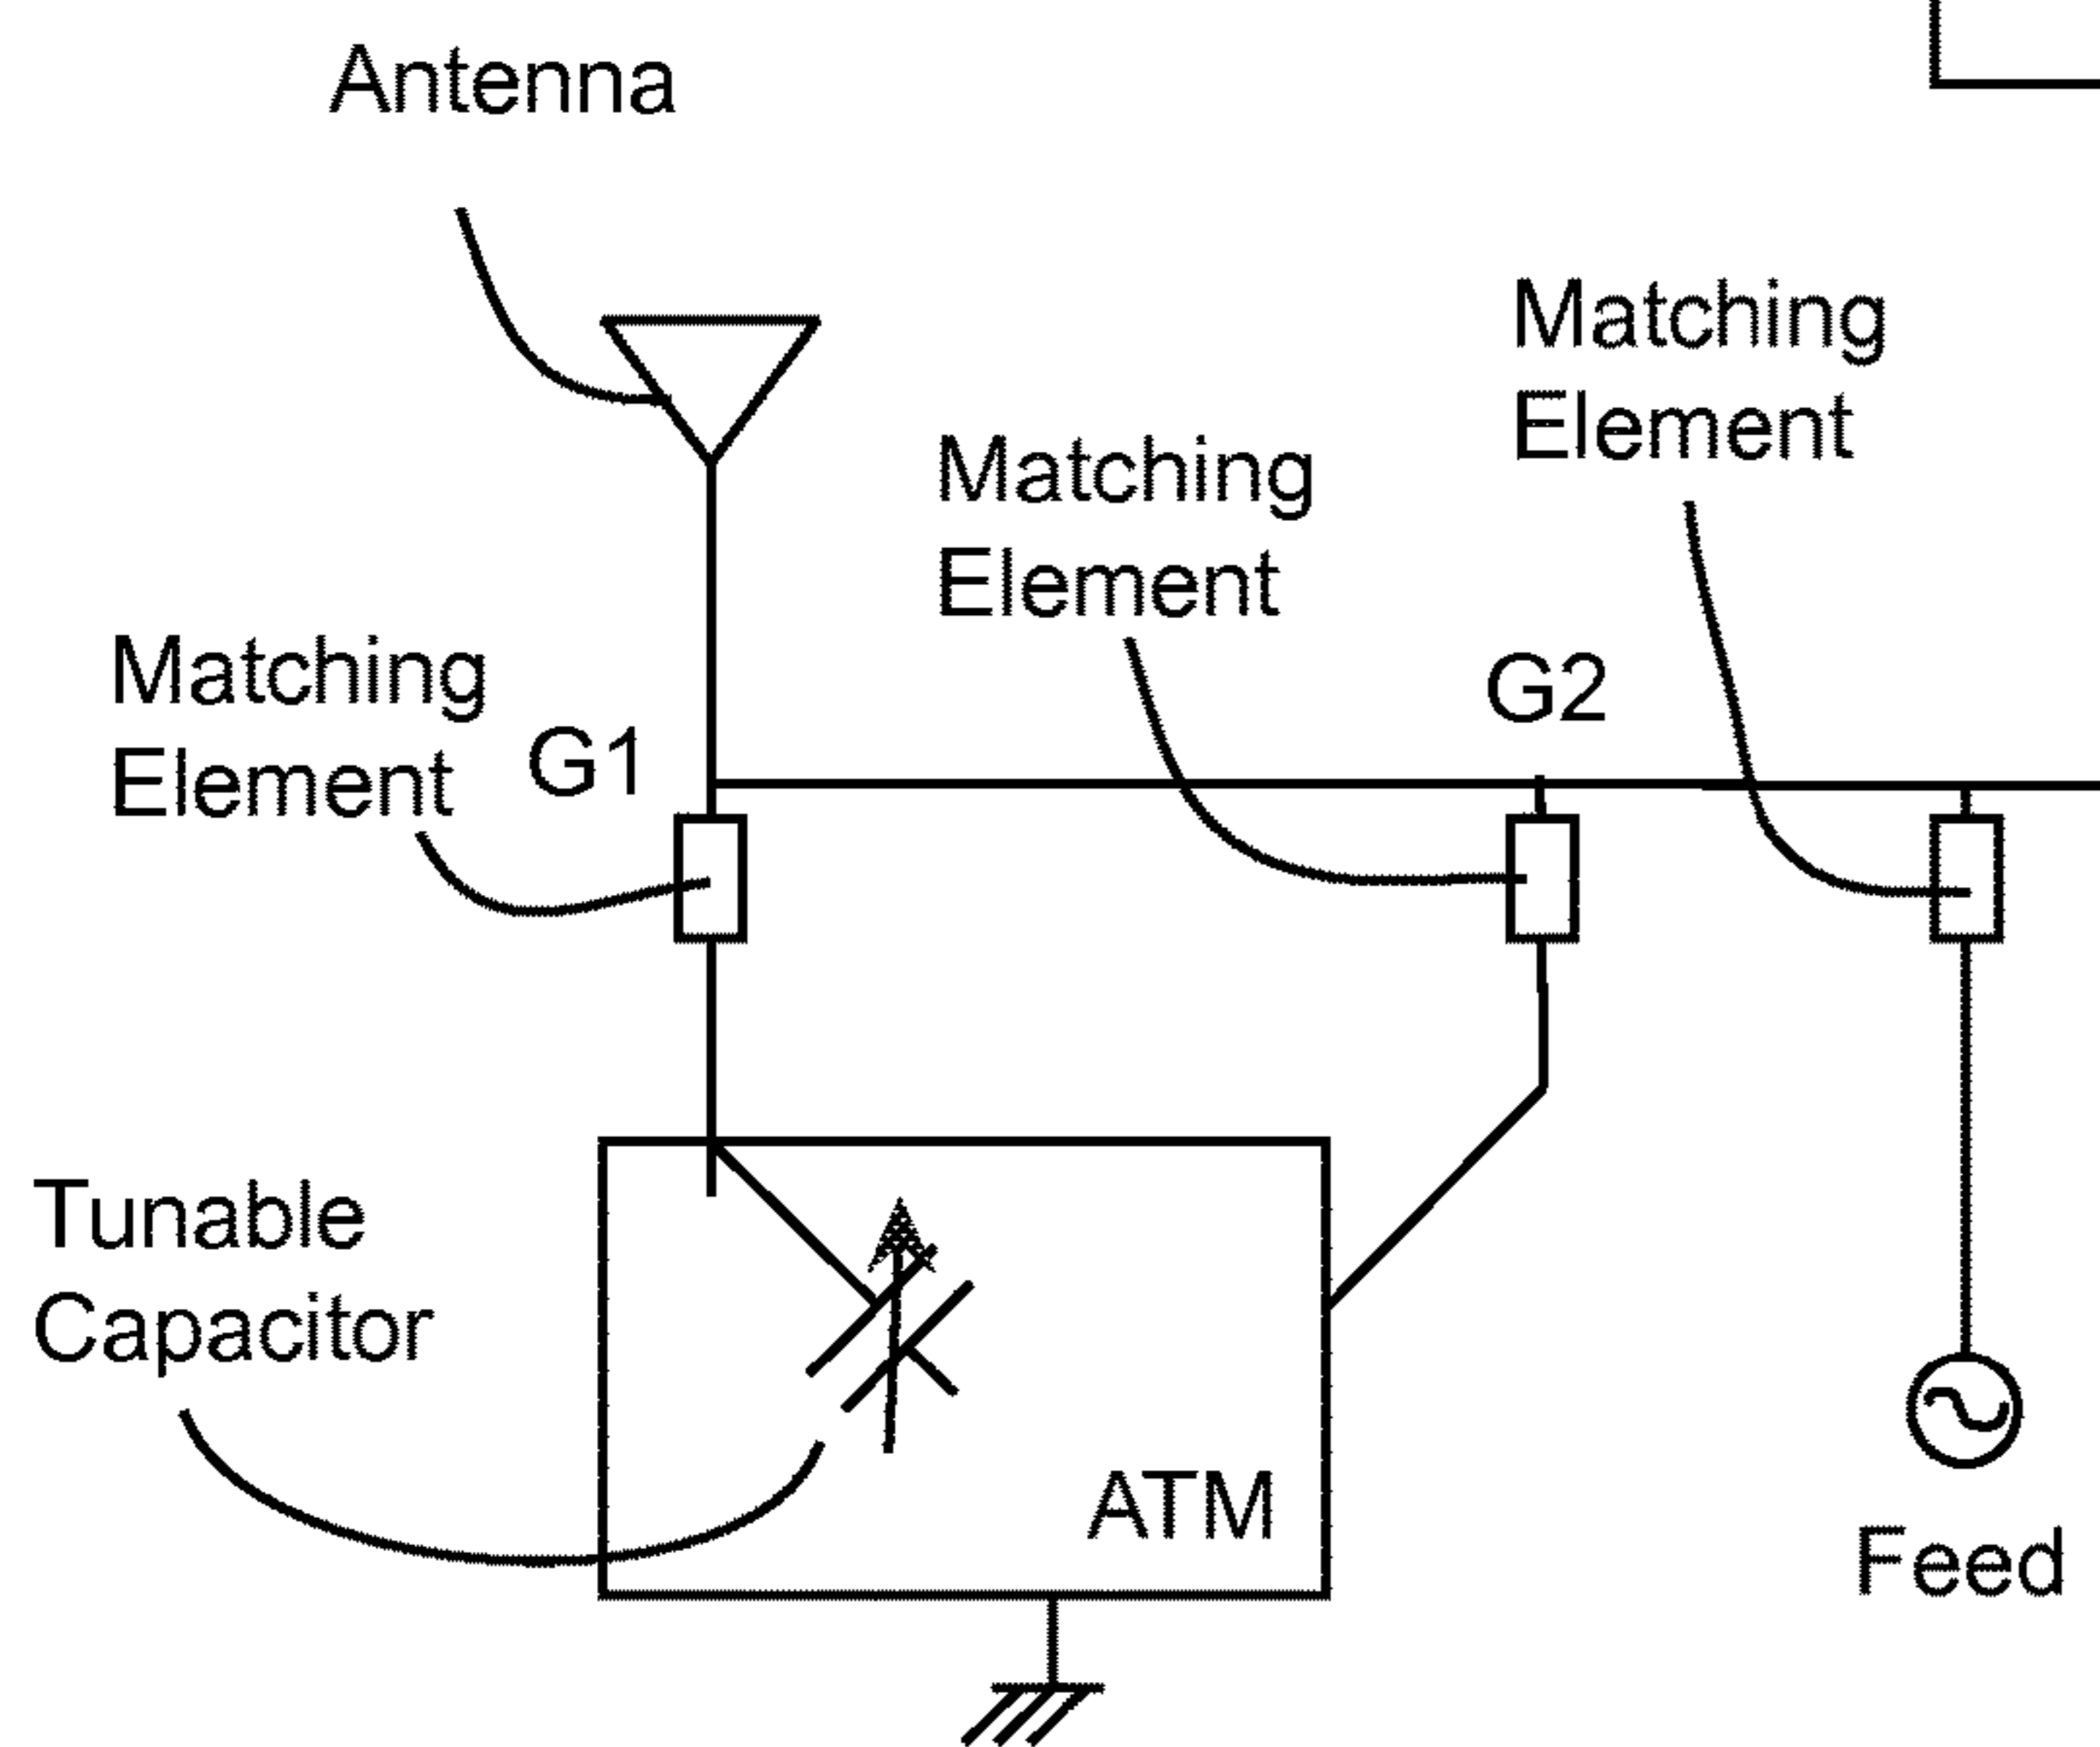 Antenna
Matching
Element
Matching
Element
G2
Matching
Element
G1
Tunable
Capacitor
ATM
Feed